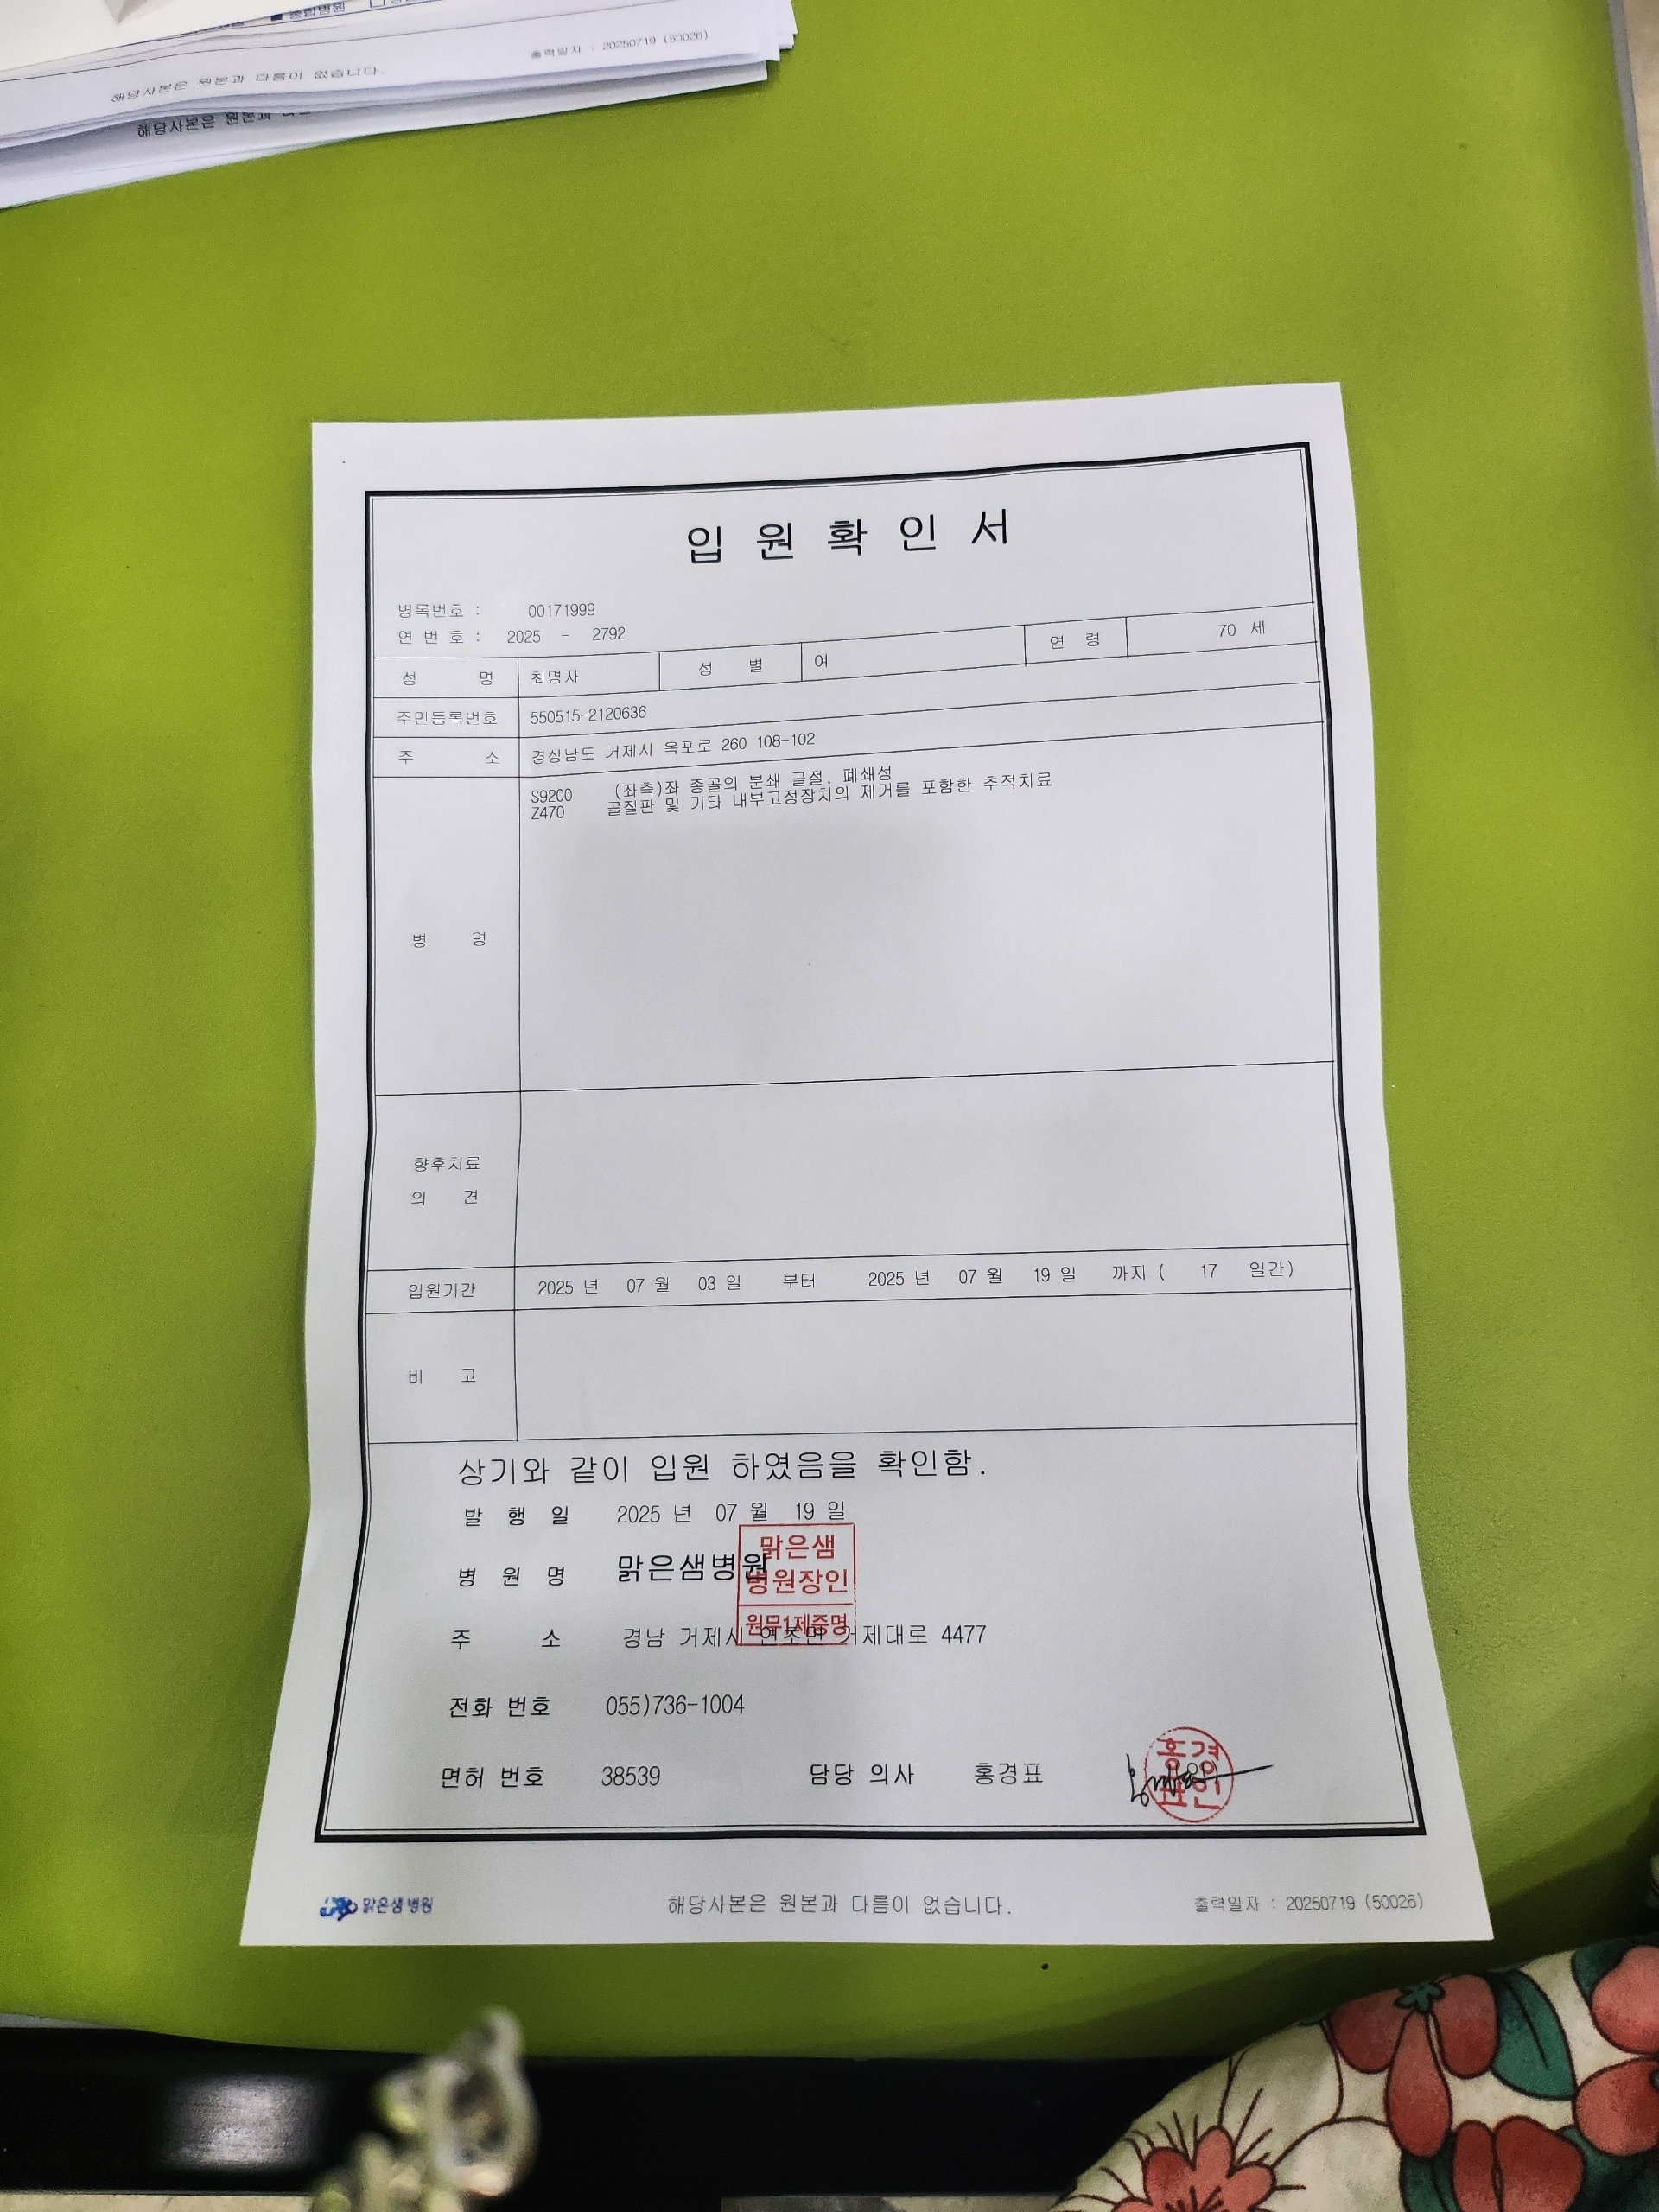 종합병원
출력일자 : 20250719 (50026)
해당사본은 원본과 다름이 없습니다.
해당사본은 원본과
입 원 확 인 서
병록번호 : 00171999
연 번 호 : 2025 - 2792
성 명 최명자 성 별 여 연 령 70 세
주민등록번호 550515-2120636
주 소 경상남도 거제시 옥포로 260 108-102
병 명
S9200 (좌측)좌 종골의 분쇄 골절, 폐쇄성
Z470 골절판 및 기타 내부고정장치의 제거를 포함한 추적치료
향후치료
의 견
입원기간 2025 년 07 월 03 일 부터 2025 년 07 월 19 일 까지 ( 17 일간)
비 고
상기와 같이 입원 하였음을 확인함.
발 행 일 2025 년 07 월 19 일
병 원 명 맑은샘병원
맑은샘
병원장인
원무1제증명
주 소 경남 거제시 연초면 거제대로 4477
전화 번호 055)736-1004
면허 번호 38539 담당 의사 홍경표
홍경
표인
맑은샘병원 해당사본은 원본과 다름이 없습니다. 출력일자 : 20250719 (50026)